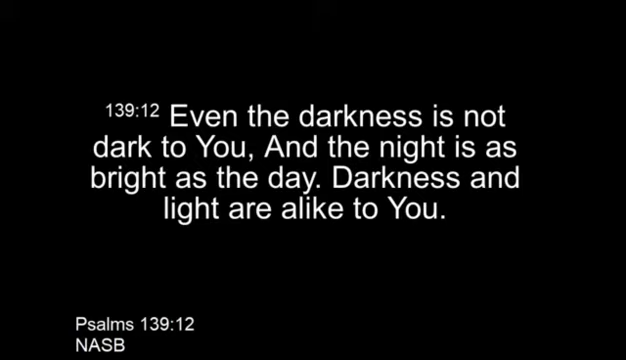 139:12 Even the darkness is not
dark to You, And the night is as
bright as the day. Darkness and
light are alike to You.
Psalms 139:12
NASB